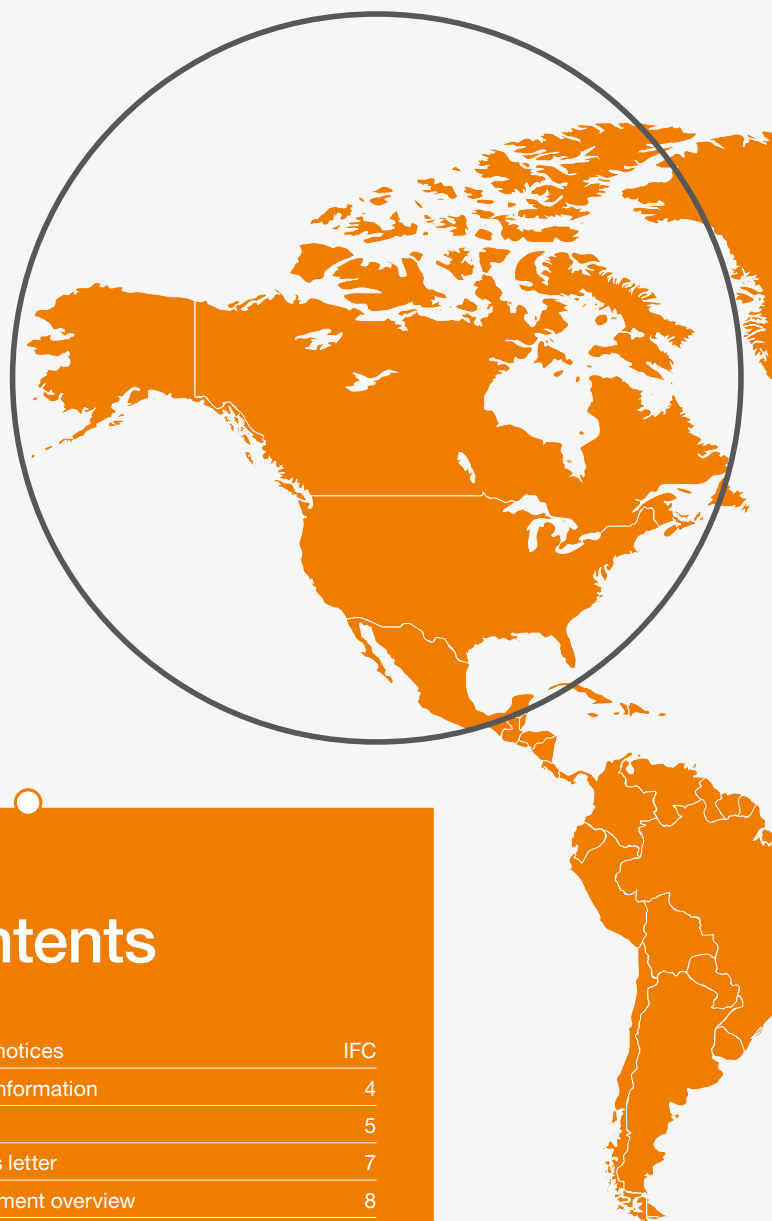 ntents
notices IFC
nformation 4
5
s letter 7
ment overview 8